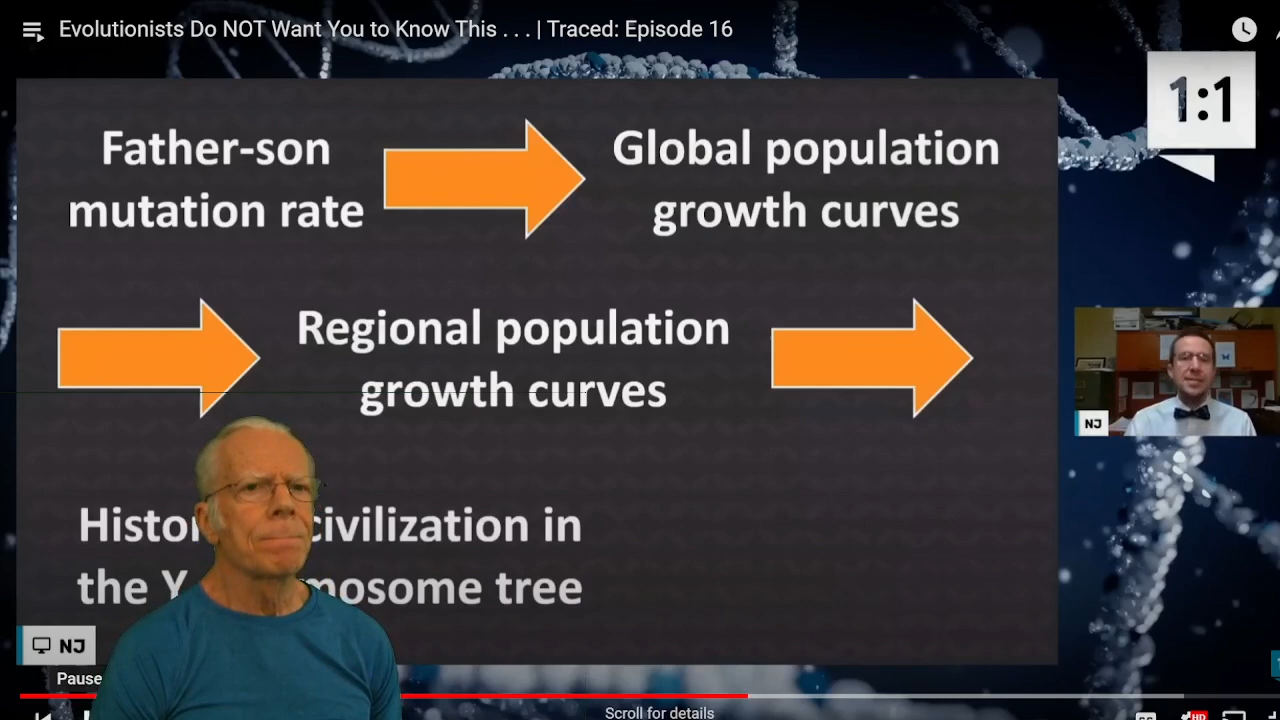 Evolutionists Do NOT Want You to Know This . . . | Traced: Episode 16
1:1
Father-son
mutation rate
Global population
growth curves
Regional population
growth curves
NJ
civilization in
the Y tree
NJ
Pause
Scroll for details
HD